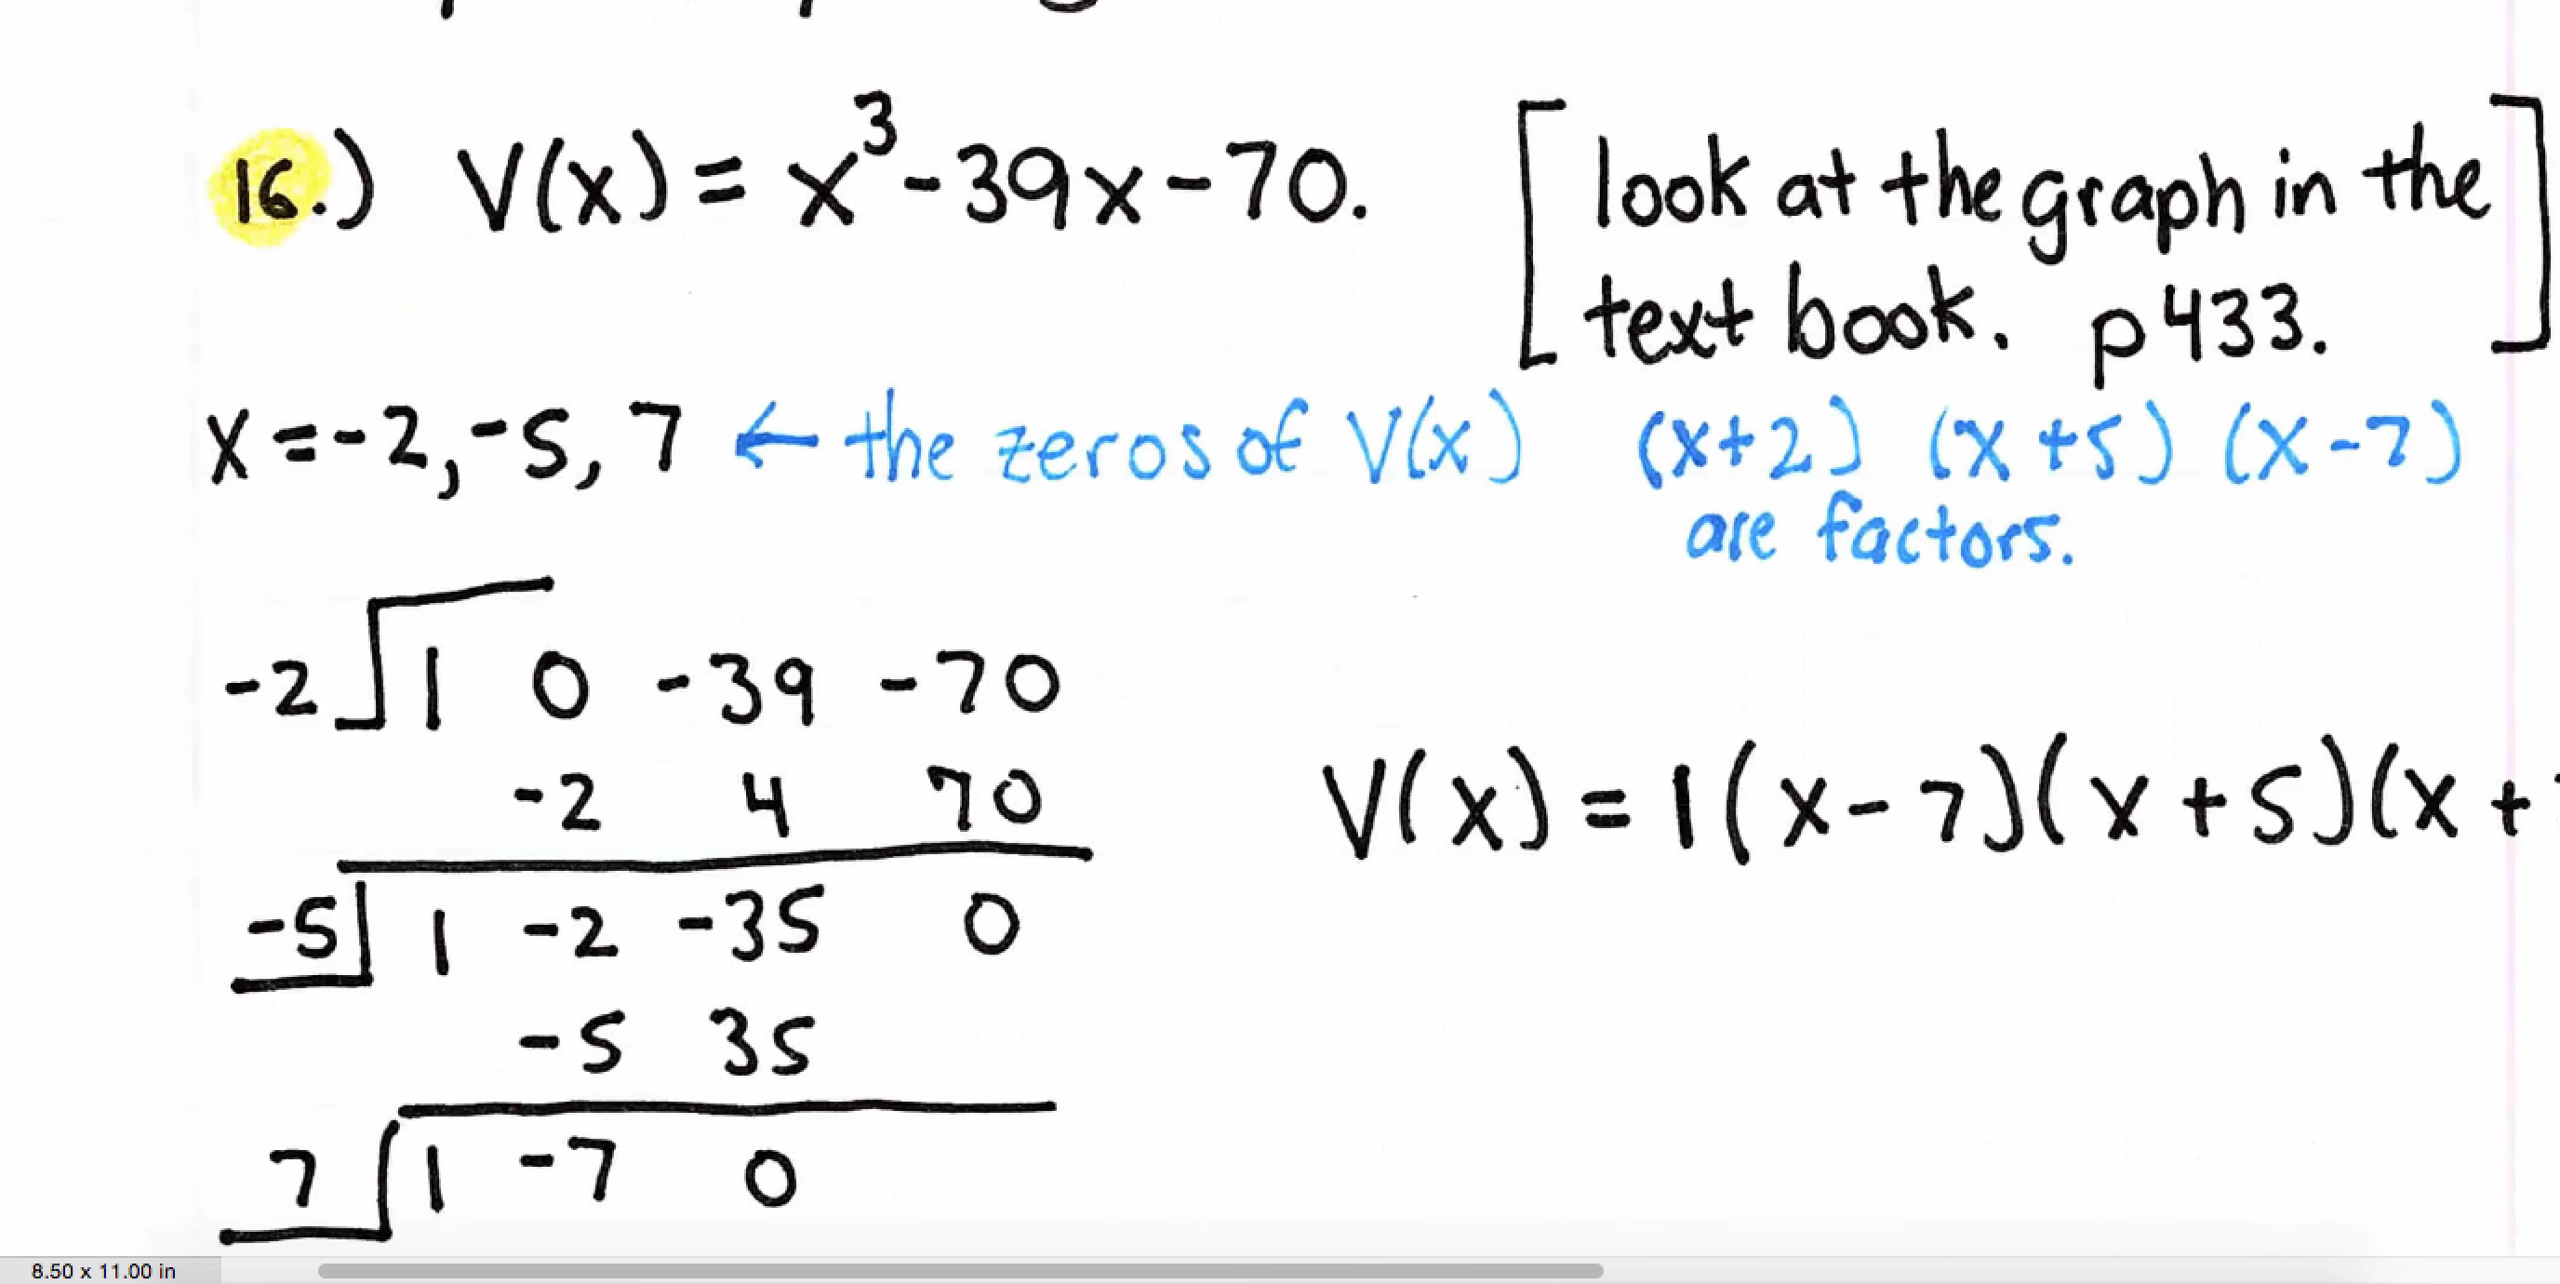 16.) V(x) = x³-39x-70. [look at the graph in the
text book. p433.]
x = -2, -5, 7 ← the zeros of V(x) (x+2) (x+5) (x-7)
are factors.
-2 1 0 -39 -70
-2 4 70
V(x) = 1(x-7)(x+5)(x+
-5 1 -2 -35 0
-5 35
7 1 -7 0
8.50 x 11.00 in